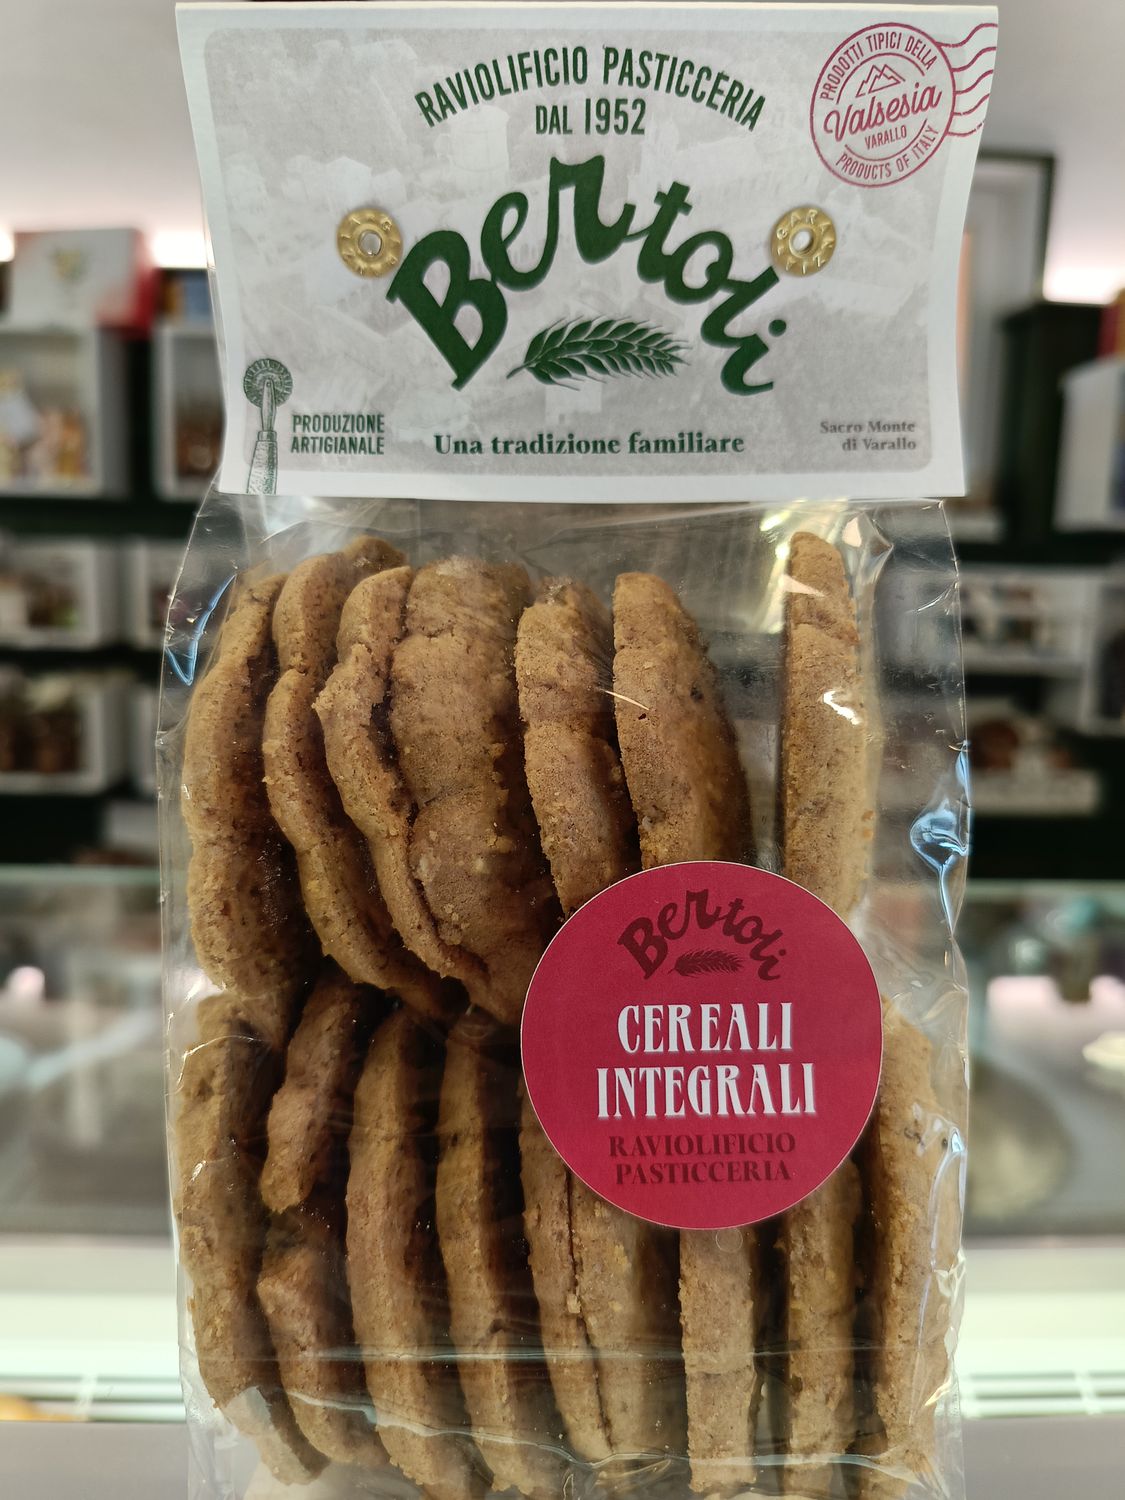 RAVIOLIFICIO PASTICCERIA
DAL 1952
Bertoli
PRODOTTI TIPICI DELLA
Valsesia
VARALLO
PRODUCTS OF ITALY
PRODUZIONE
ARTIGIANALE
Una tradizione familiare
Sacro Monte
di Varallo
Bertoli
CEREALI
INTEGRALI
RAVIOLIFICIO
PASTICCERIA